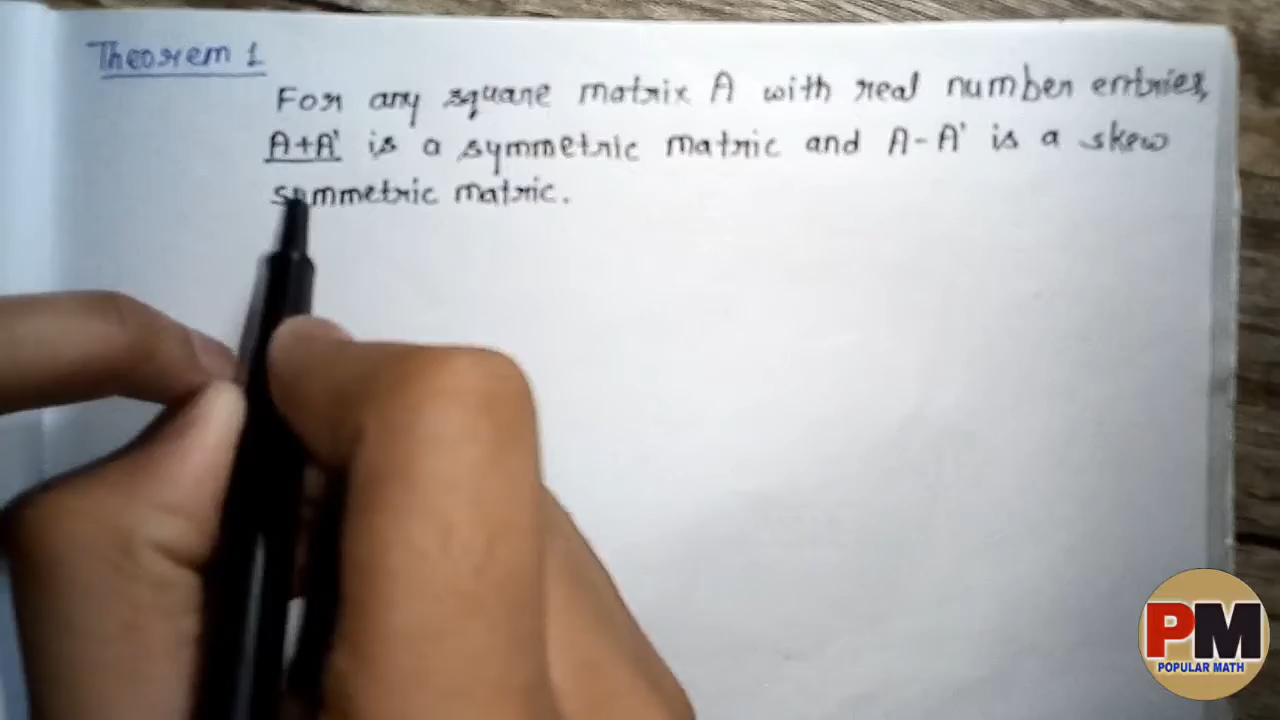 Theorem 1
For any square matrix A with real number entries,
A+A' is a symmetric matric and A-A' is a skew
symmetric matric.
PM
POPULAR MATH